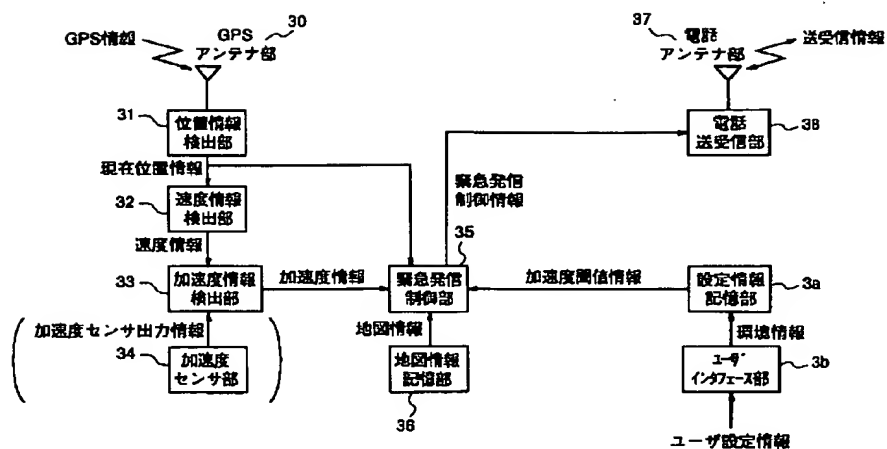 GPS情報
GPS
アンテナ部
30
31
位置情報
検出部
現在位置情報
32
速度情報
検出部
速度情報
33
加速度情報
検出部
加速度情報
加速度センサ出力情報
34
加速度
センサ部
緊急発信
制御情報
35
緊急発信
制御部
地図情報
地図情報
記憶部
36
37
電話
アンテナ部
送受信情報
電話
送受信部
38
加速度閾値情報
設定情報
記憶部
3a
環境情報
ユーザ
インタフェース部
3b
ユーザ設定情報